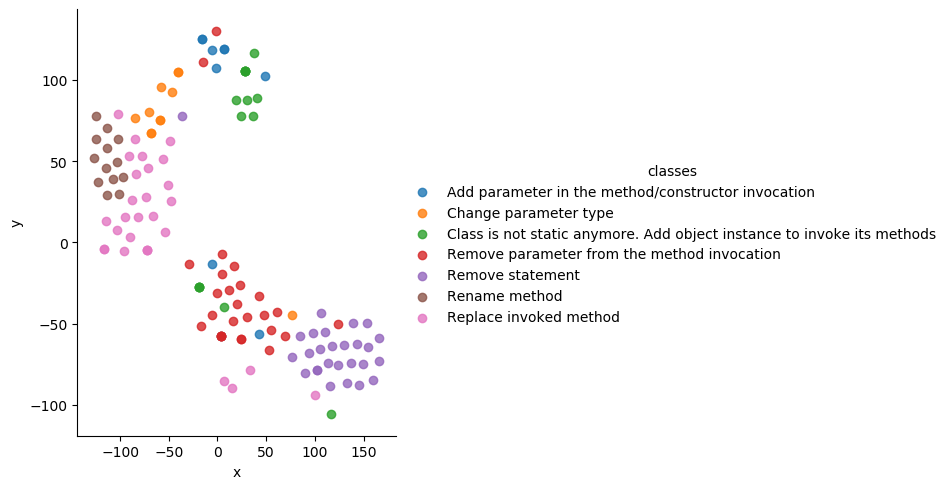 classes
Add parameter in the method/constructor invocation
Change parameter type
Class is not static anymore. Add object instance to invoke its methods
Remove parameter from the method invocation
Remove statement
Rename method
Replace invoked method
y
100
50
0
−50
−100
−100 −50 0 50 100 150
x